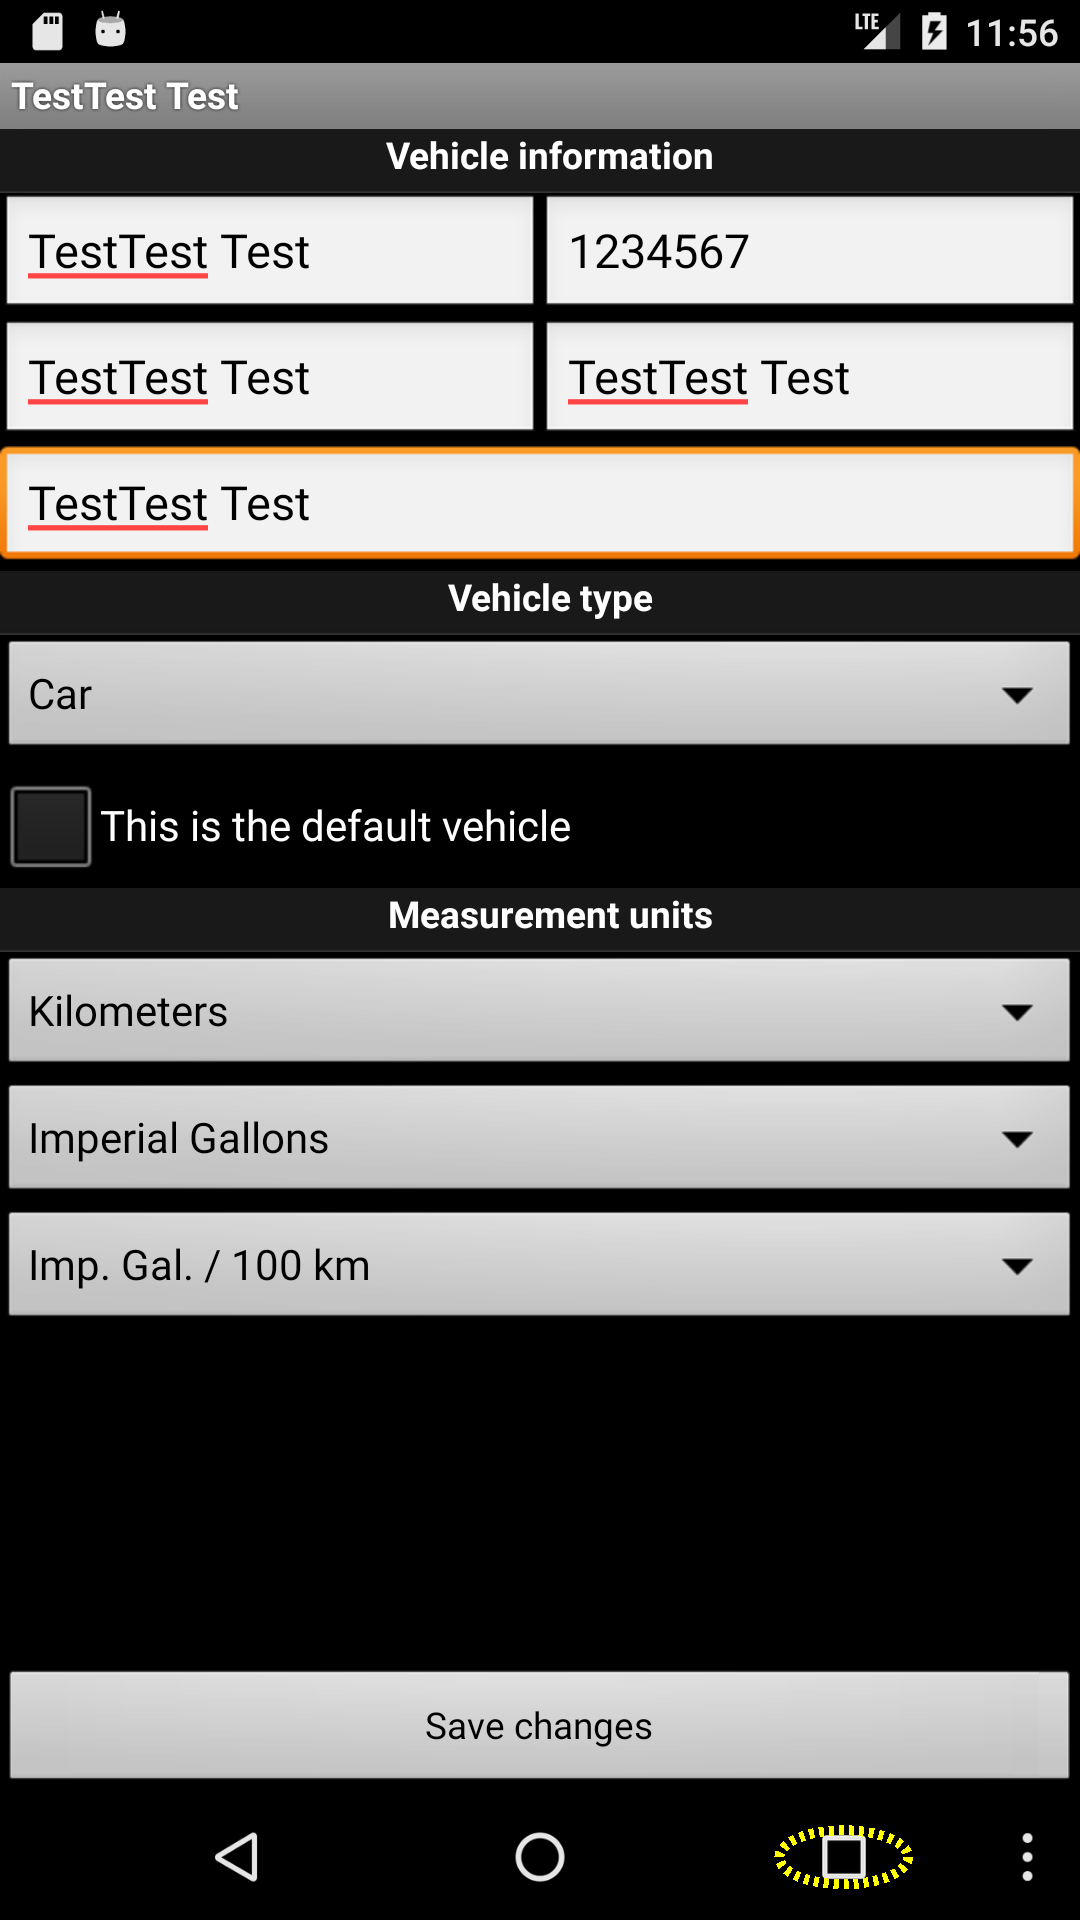 LTE 11:56
TestTest Test
Vehicle information
TestTest Test 1234567
TestTest Test TestTest Test
TestTest Test
Vehicle type
Car
This is the default vehicle
Measurement units
Kilometers
Imperial Gallons
Imp. Gal. / 100 km
Save changes